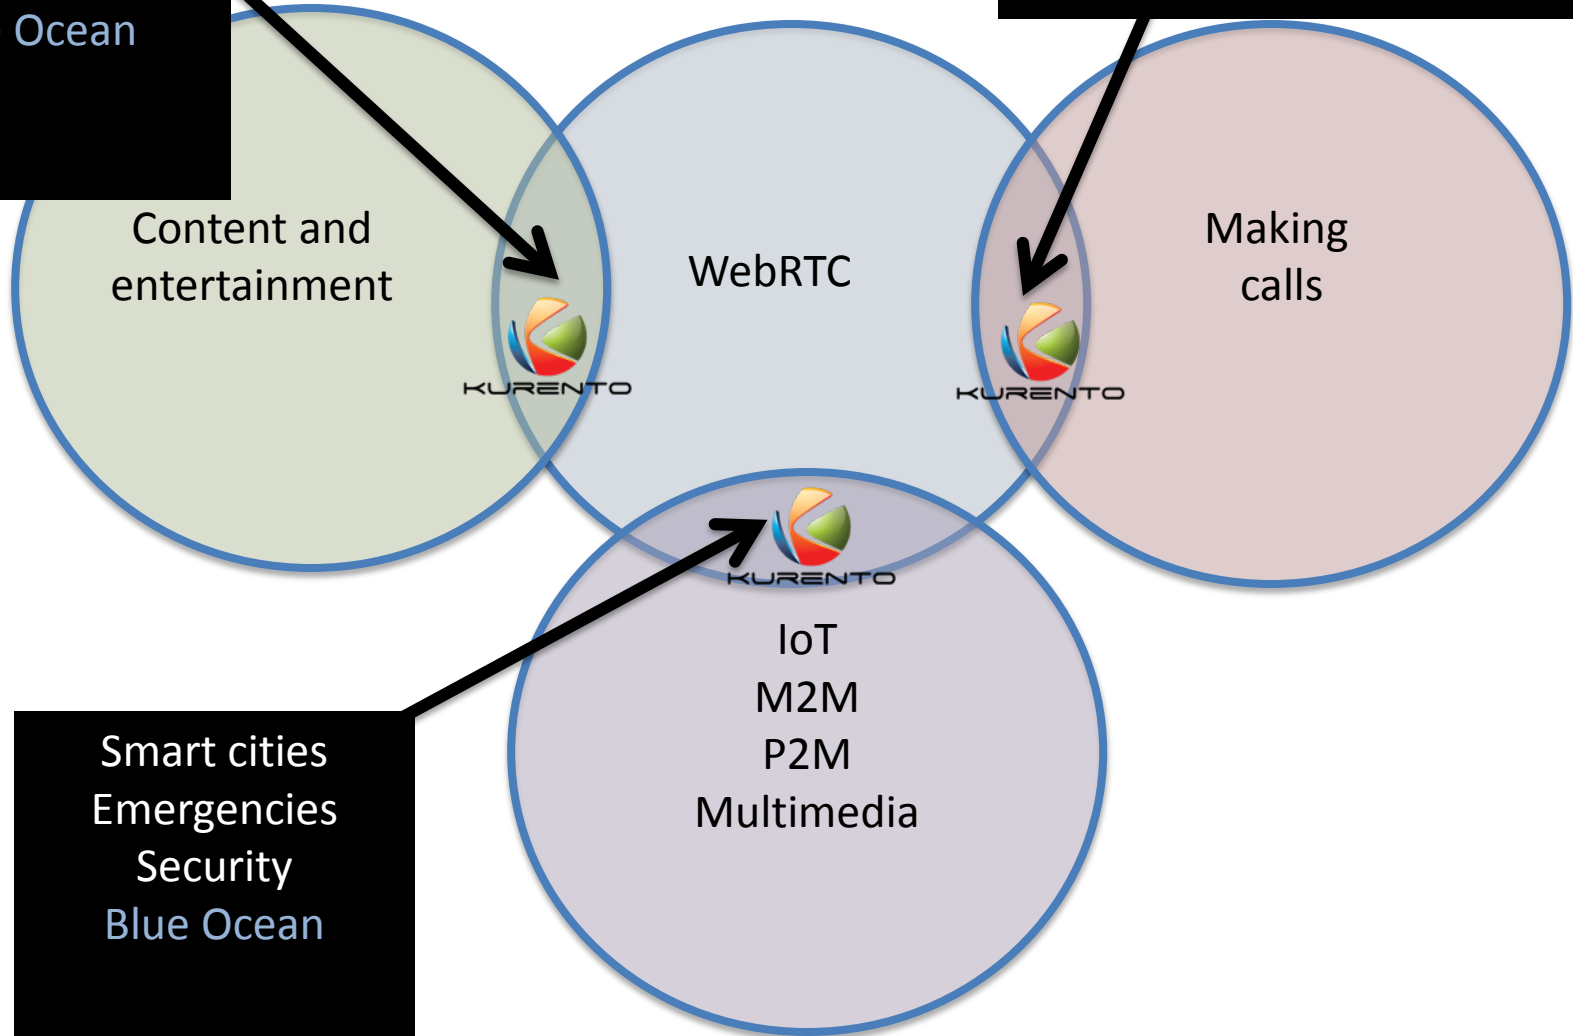 Ocean
Content and
entertainment
WebRTC
Making
calls
KURENTO
KURENTO
KURENTO
IoT
M2M
P2M
Multimedia
Smart cities
Emergencies
Security
Blue Ocean